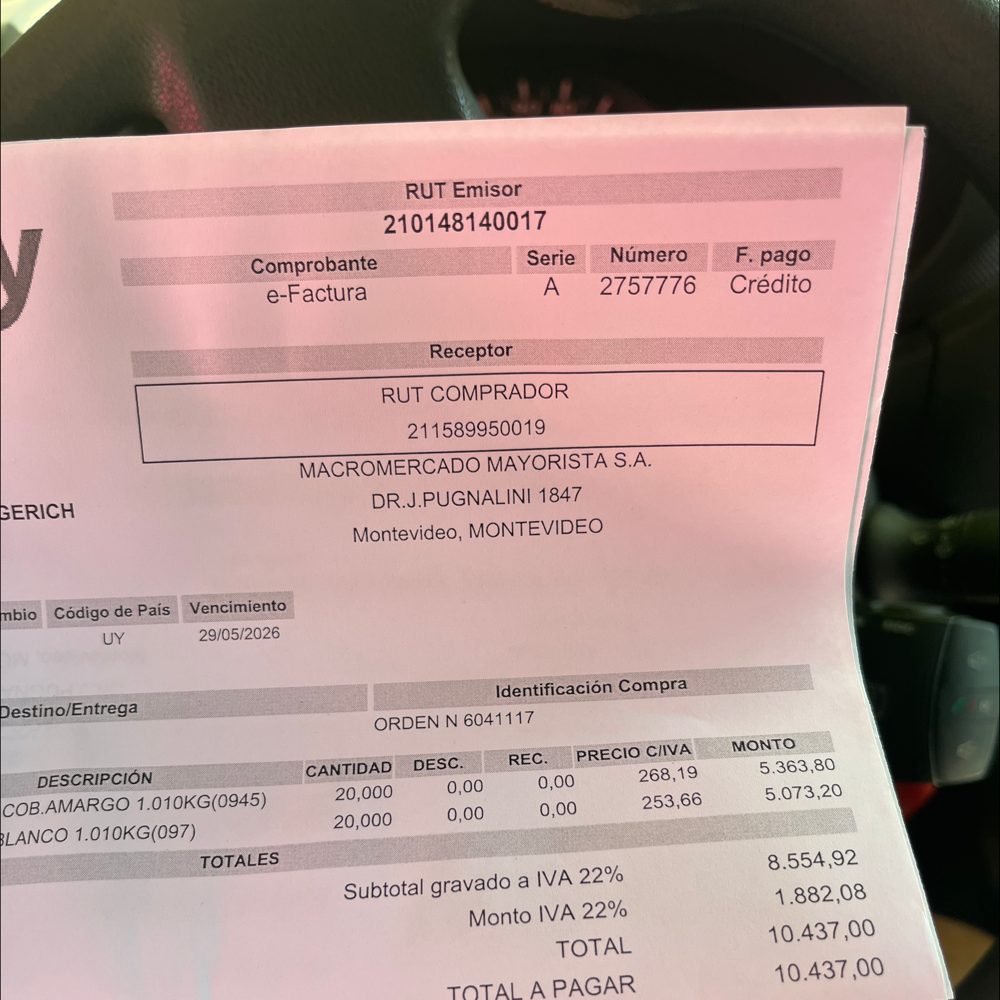 y
RUT Emisor
210148140017
Comprobante Serie Número F. pago
e-Factura A 2757776 Crédito
Receptor
RUT COMPRADOR
211589950019
MACROMERCADO MAYORISTA S.A.
DR.J.PUGNALINI 1847
Montevideo, MONTEVIDEO
GERICH
mbio Código de País Vencimiento
UY 29/05/2026
Destino/Entrega Identificación Compra
ORDEN N 6041117
DESCRIPCIÓN CANTIDAD DESC. REC. PRECIO C/IVA MONTO
COB.AMARGO 1.010KG(0945) 20,000 0,00 0,00 268,19 5.363,80
BLANCO 1.010KG(097) 20,000 0,00 0,00 253,66 5.073,20
TOTALES
Subtotal gravado a IVA 22% 8.554,92
Monto IVA 22% 1.882,08
TOTAL 10.437,00
TOTAL A PAGAR 10.437,00